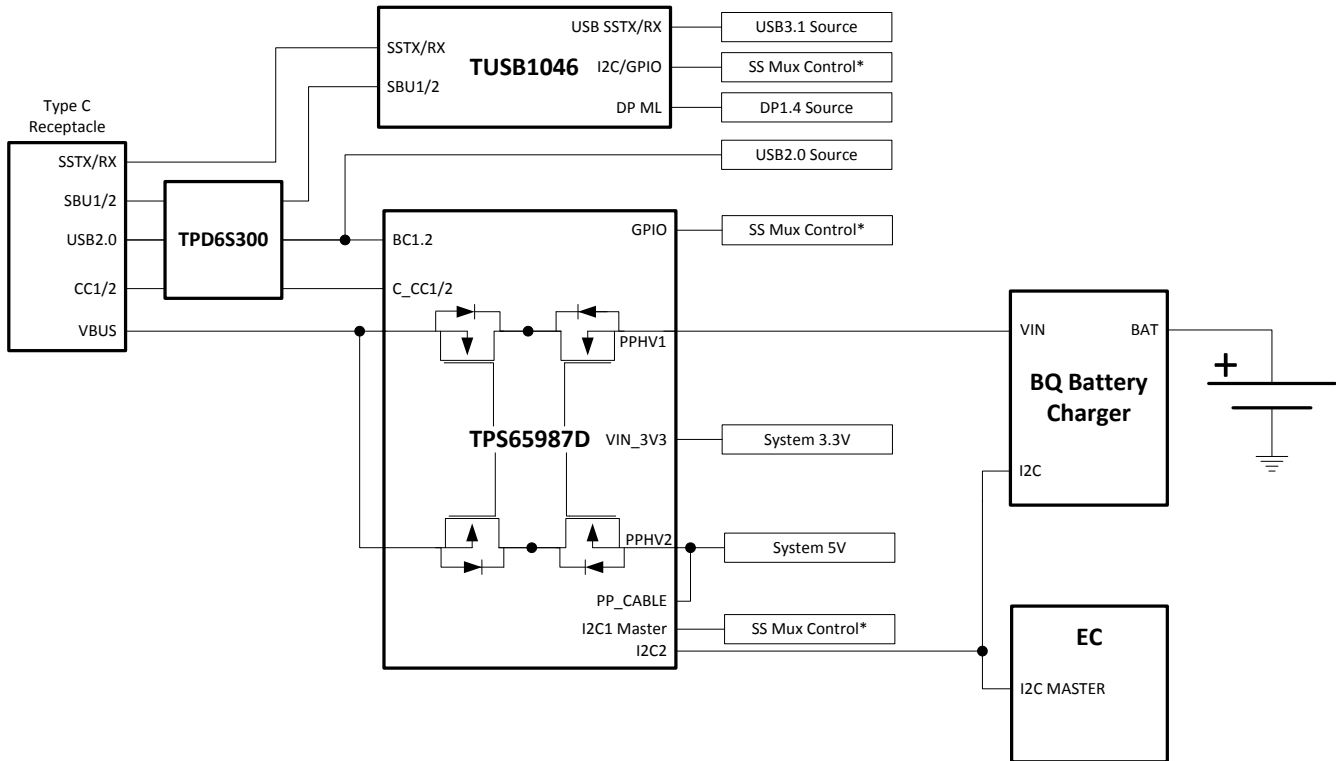 Type C
Receptacle
SSTX/RX
SBU1/2
USB2.0
CC1/2
VBUS
TPD6S300
SSTX/RX
SBU1/2
TUSB1046
USB SSTX/RX
I2C/GPIO
DP ML
USB3.1 Source
SS Mux Control*
DP1.4 Source
USB2.0 Source
BC1.2
C_CC1/2
GPIO
SS Mux Control*
PPHV1
TPS65987D
VIN_3V3
System 3.3V
PPHV2
System 5V
PP_CABLE
I2C1 Master
SS Mux Control*
I2C2
VIN
BAT
BQ Battery
Charger
I2C
+
EC
I2C MASTER